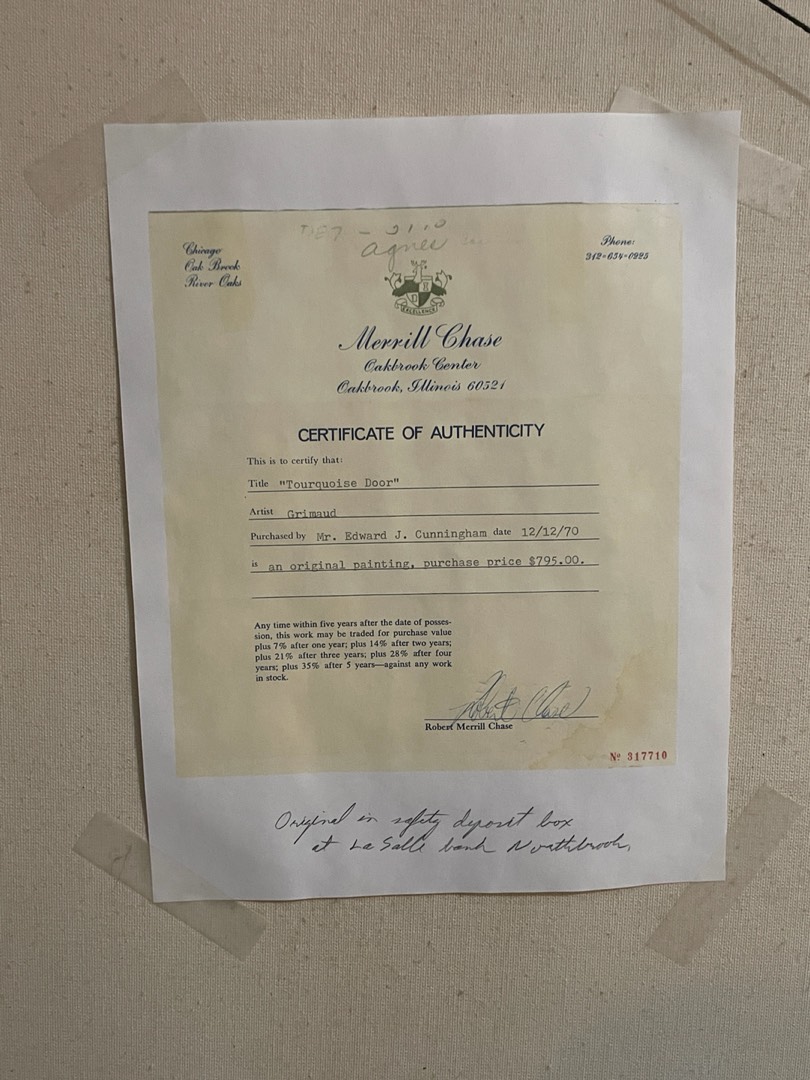 agnes
Chicago
Oak Brook
River Oaks
Phone:
312-654-0925
EXCELLENCE
Merrill Chase
Oakbrook Center
Oakbrook, Illinois 60521
CERTIFICATE OF AUTHENTICITY
This is to certify that:
Title "Tourquoise Door"
Artist Grimaud
Purchased by Mr. Edward J. Cunningham date 12/12/70
is an original painting, purchase price $795.00.
Any time within five years after the date of posses-
sion, this work may be traded for purchase value
plus 7% after one year; plus 14% after two years;
plus 21% after three years; plus 28% after four
years; plus 35% after 5 years—against any work
in stock.
Robert Chase
Robert Merrill Chase
Nº 317710
Original in safety deposit box
at La Salle bank Northbrook,